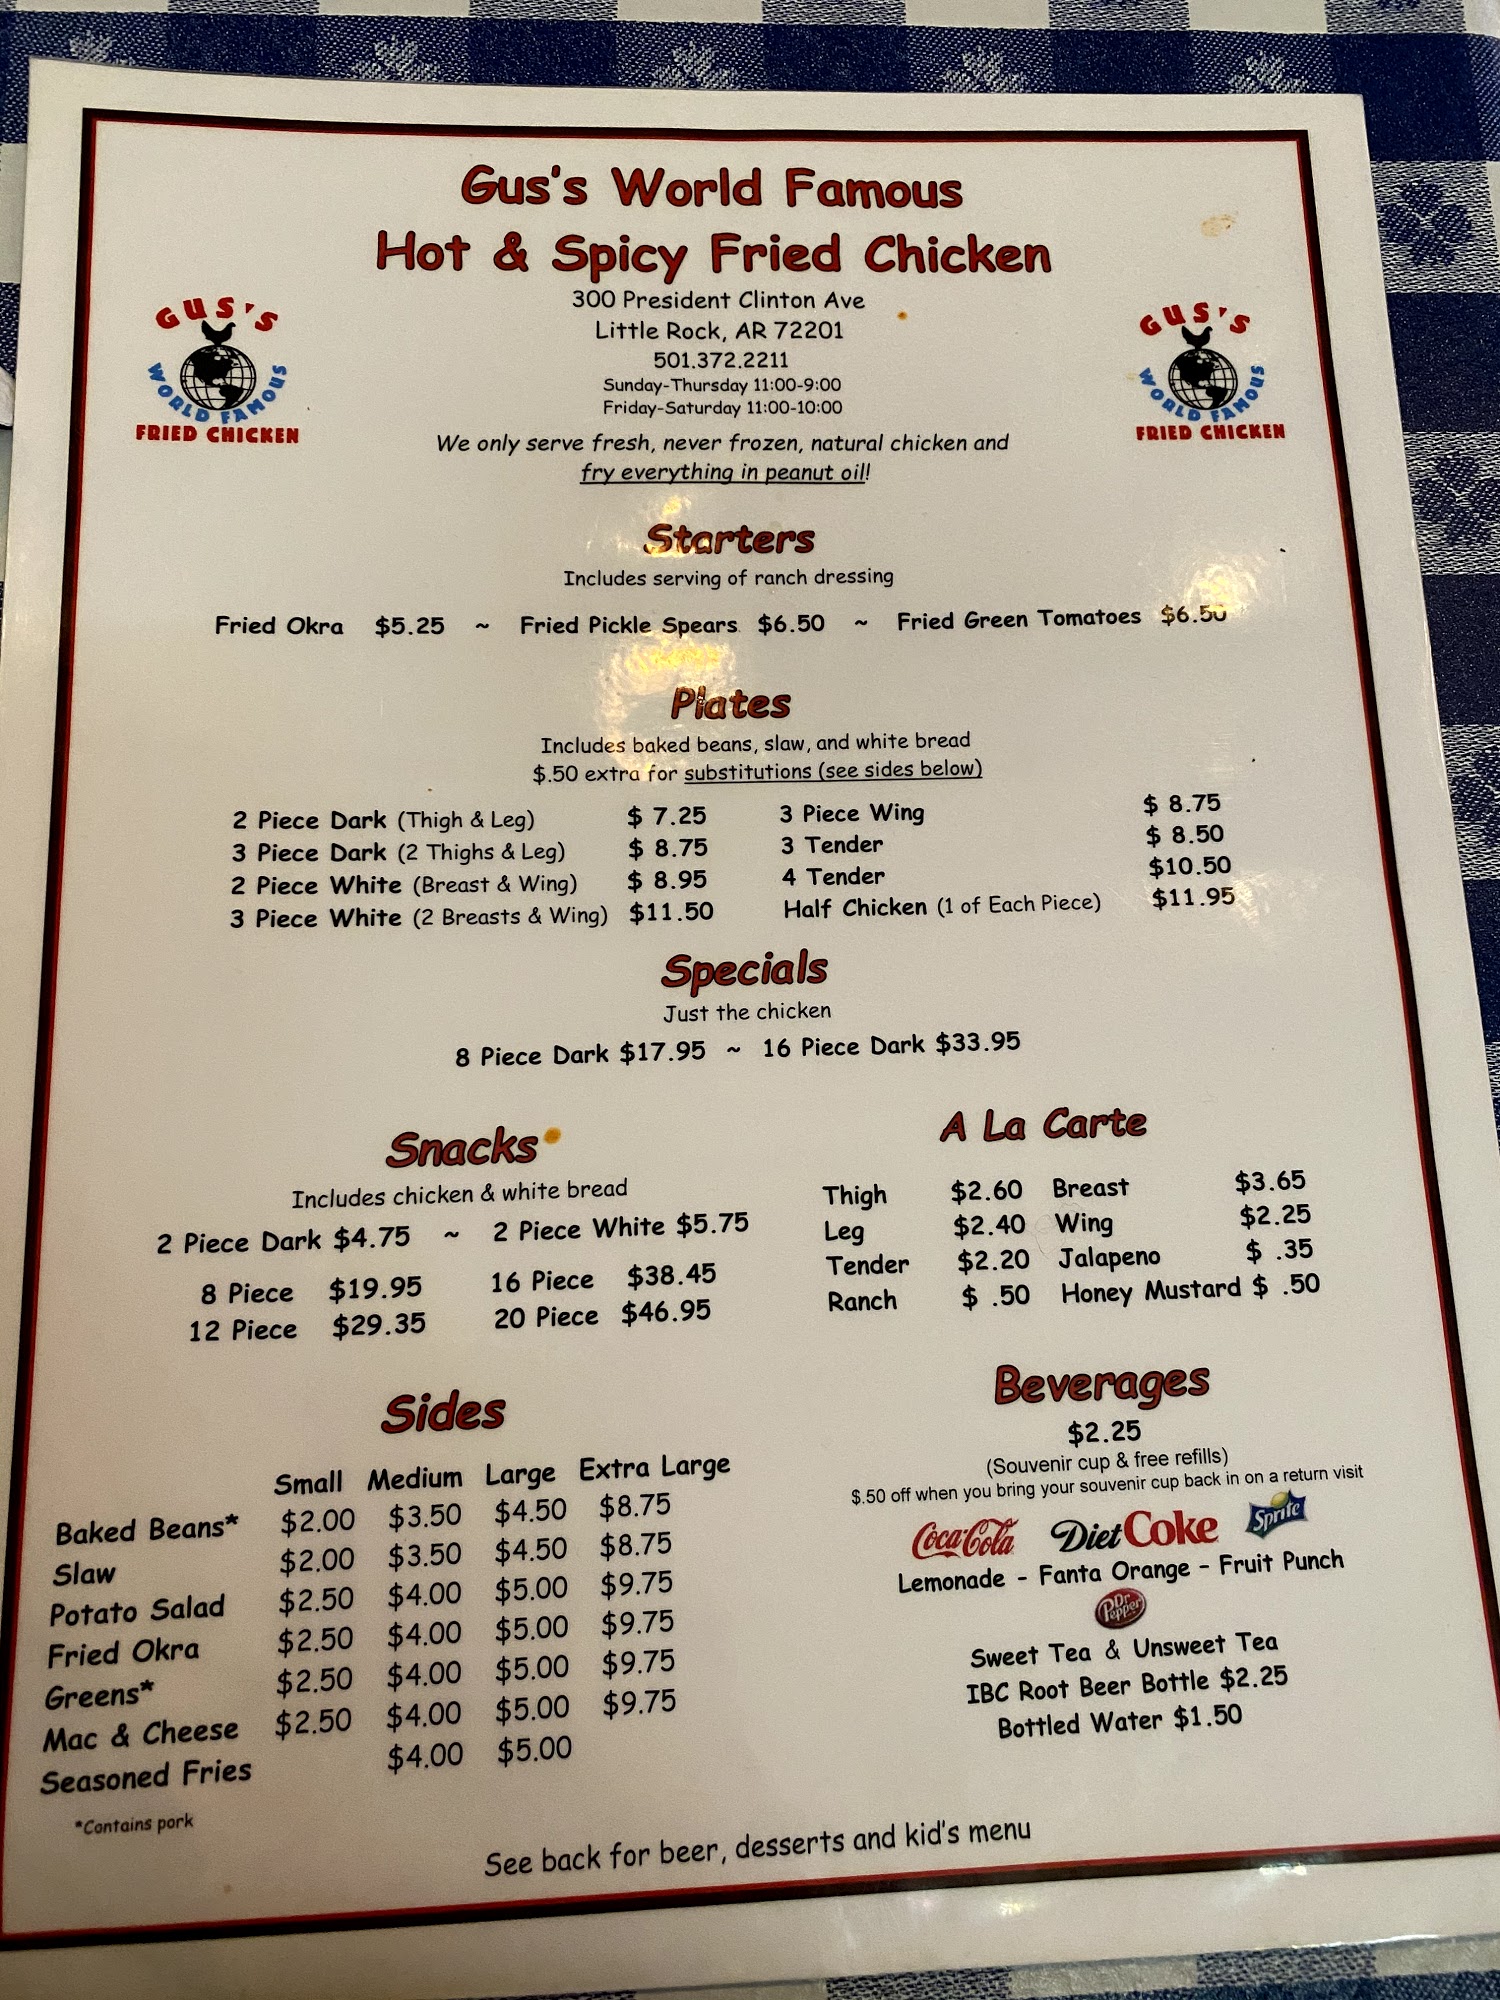 Gus's World Famous
Hot & Spicy Fried Chicken
300 President Clinton Ave
Little Rock, AR 72201
501.372.2211
Sunday-Thursday 11:00-9:00
Friday-Saturday 11:00-10:00
GUS'S
WORLD FAMOUS
FRIED CHICKEN
GUS'S
WORLD FAMOUS
FRIED CHICKEN
We only serve fresh, never frozen, natural chicken and
fry everything in peanut oil!
Starters
Includes serving of ranch dressing
Fried Okra $5.25 ~ Fried Pickle Spears $6.50 ~ Fried Green Tomatoes $6.50
Plates
Includes baked beans, slaw, and white bread
$.50 extra for substitutions (see sides below)
2 Piece Dark (Thigh & Leg) $ 7.25 3 Piece Wing $ 8.75
3 Piece Dark (2 Thighs & Leg) $ 8.75 3 Tender $ 8.50
2 Piece White (Breast & Wing) $ 8.95 4 Tender $10.50
3 Piece White (2 Breasts & Wing) $11.50 Half Chicken (1 of Each Piece) $11.95
Specials
Just the chicken
8 Piece Dark $17.95 ~ 16 Piece Dark $33.95
Snacks
Includes chicken & white bread
2 Piece Dark $4.75 ~ 2 Piece White $5.75
8 Piece $19.95 16 Piece $38.45
12 Piece $29.35 20 Piece $46.95
A La Carte
Thigh $2.60 Breast $3.65
Leg $2.40 Wing $2.25
Tender $2.20 Jalapeno $ .35
Ranch $ .50 Honey Mustard $ .50
Sides
Small Medium Large Extra Large
Baked Beans* $2.00 $3.50 $4.50 $8.75
Slaw $2.00 $3.50 $4.50 $8.75
Potato Salad $2.50 $4.00 $5.00 $9.75
Fried Okra $2.50 $4.00 $5.00 $9.75
Greens* $2.50 $4.00 $5.00 $9.75
Mac & Cheese $2.50 $4.00 $5.00 $9.75
Seasoned Fries $4.00 $5.00
*Contains pork
Beverages
$2.25
(Souvenir cup & free refills)
$.50 off when you bring your souvenir cup back in on a return visit
Coca-Cola Diet Coke Sprite
Lemonade - Fanta Orange - Fruit Punch
Dr Pepper
Sweet Tea & Unsweet Tea
IBC Root Beer Bottle $2.25
Bottled Water $1.50
See back for beer, desserts and kid's menu